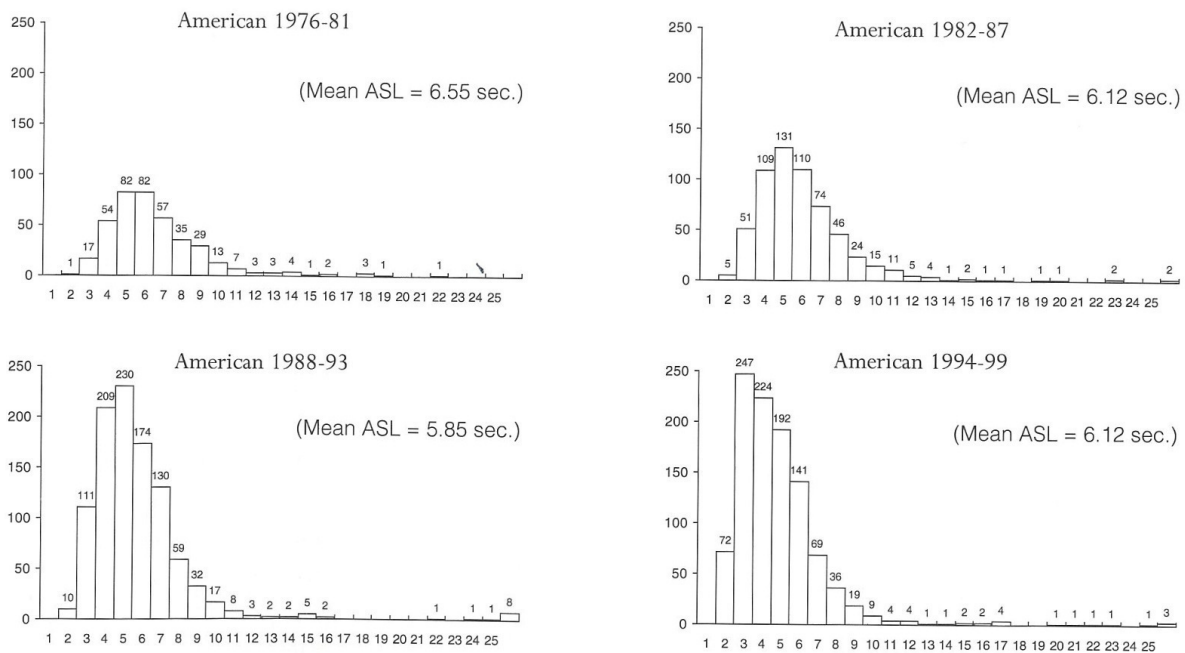 American 1976-81
(Mean ASL = 6.55 sec.)
250
200
150
100
50
0
1 17 54 82 82 57 35 29 13 7 3 3 4 1 2 3 1 1
1 2 3 4 5 6 7 8 9 10 11 12 13 14 15 16 17 18 19 20 21 22 23 24 25
American 1982-87
(Mean ASL = 6.12 sec.)
250
200
150
100
50
0
5 51 109 131 110 74 46 24 15 11 5 4 1 2 1 1 1 1 2 2
1 2 3 4 5 6 7 8 9 10 11 12 13 14 15 16 17 18 19 20 21 22 23 24 25
American 1988-93
(Mean ASL = 5.85 sec.)
250
200
150
100
50
0
10 111 209 230 174 130 59 32 17 8 3 2 2 5 2 1 1 1 8
1 2 3 4 5 6 7 8 9 10 11 12 13 14 15 16 17 18 19 20 21 22 23 24 25
American 1994-99
(Mean ASL = 6.12 sec.)
250
200
150
100
50
0
72 247 224 192 141 69 36 19 9 4 4 1 1 2 2 4 1 1 1 1 1 3
1 2 3 4 5 6 7 8 9 10 11 12 13 14 15 16 17 18 19 20 21 22 23 24 25